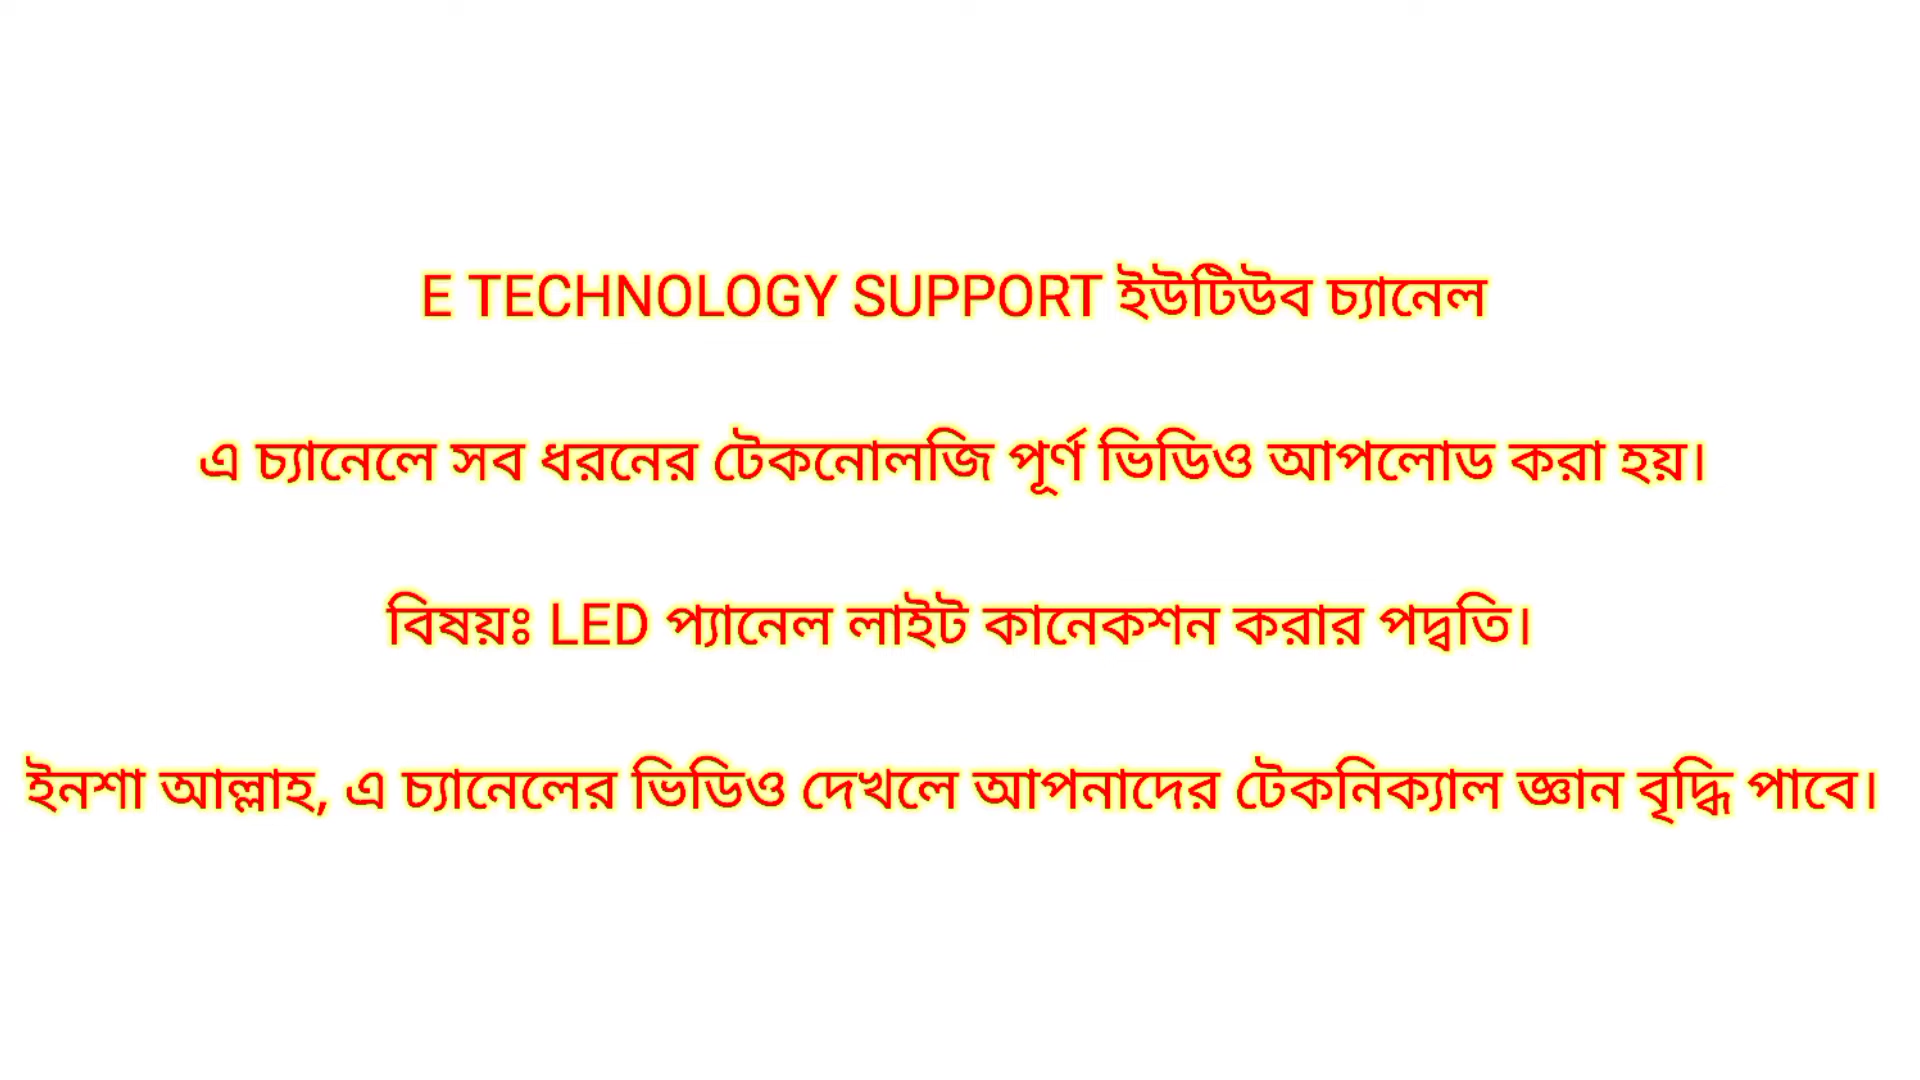 E TECHNOLOGY SUPPORT ইউটিউব চ্যানেল
এ চ্যানেলে সব ধরনের টেকনোলজি পূর্ণ ভিডিও আপলোড করা হয়।
বিষয়ঃ LED প্যানেল লাইট কানেকশন করার পদ্বতি।
ইনশা আল্লাহ, এ চ্যানেলের ভিডিও দেখলে আপনাদের টেকনিক্যাল জ্ঞান বৃদ্ধি পাবে।